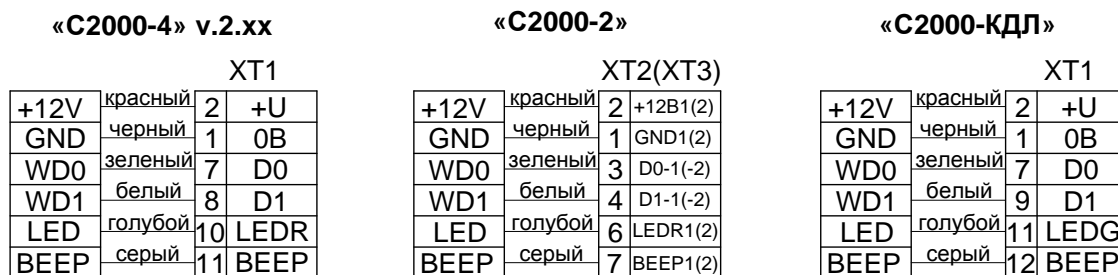 «С2000-4» v.2.xx
XT1
+12V красный 2 +U
GND черный 1 0В
WD0 зеленый 7 D0
WD1 белый 8 D1
LED голубой 10 LEDR
BEEP серый 11 BEEP
«С2000-2»
XT2(XT3)
+12V красный 2 +12В1(2)
GND черный 1 GND1(2)
WD0 зеленый 3 D0-1(-2)
WD1 белый 4 D1-1(-2)
LED голубой 6 LEDR1(2)
BEEP серый 7 BEEP1(2)
«С2000-КДЛ»
XT1
+12V красный 2 +U
GND черный 1 0В
WD0 зеленый 7 D0
WD1 белый 9 D1
LED голубой 11 LEDG
BEEP серый 12 BEEP